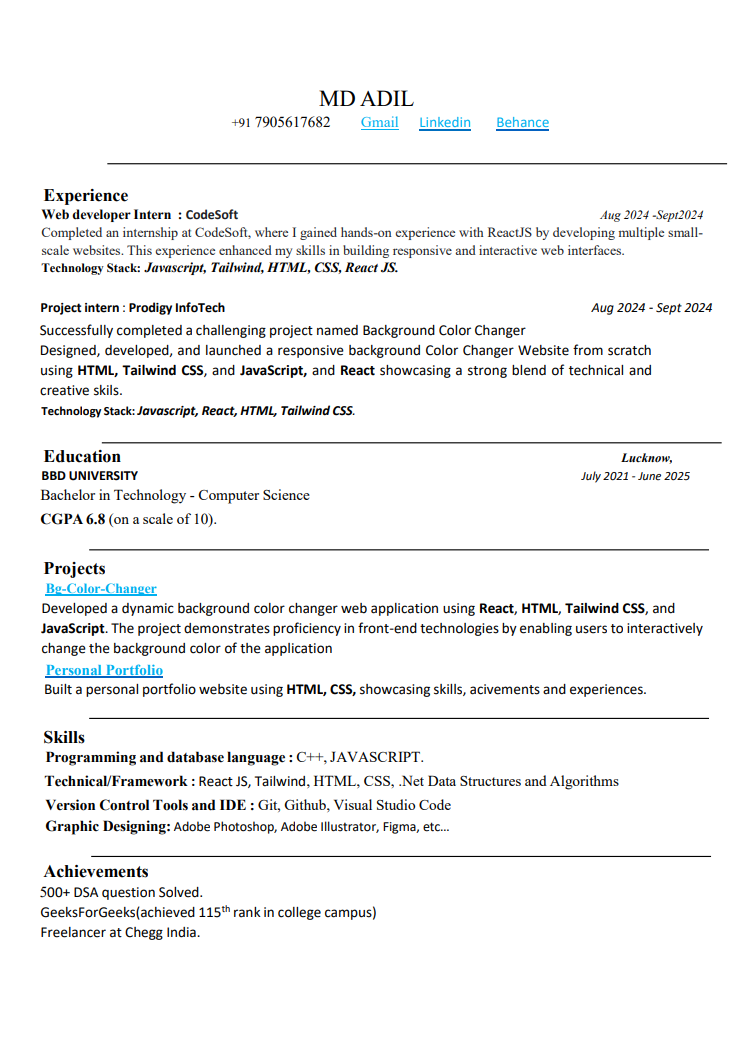 MD ADIL
+91 7905617682 Gmail Linkedin Behance
Experience
Web developer Intern : CodeSoft Aug 2024 -Sept2024
Completed an internship at CodeSoft, where I gained hands-on experience with ReactJS by developing multiple small-
scale websites. This experience enhanced my skills in building responsive and interactive web interfaces.
Technology Stack: Javascript, Tailwind, HTML, CSS, React JS.
Project intern : Prodigy InfoTech Aug 2024 - Sept 2024
Successfully completed a challenging project named Background Color Changer
Designed, developed, and launched a responsive background Color Changer Website from scratch
using HTML, Tailwind CSS, and JavaScript, and React showcasing a strong blend of technical and
creative skils.
Technology Stack: Javascript, React, HTML, Tailwind CSS.
Education Lucknow,
BBD UNIVERSITY July 2021 - June 2025
Bachelor in Technology - Computer Science
CGPA 6.8 (on a scale of 10).
Projects
Bg-Color-Changer
Developed a dynamic background color changer web application using React, HTML, Tailwind CSS, and
JavaScript. The project demonstrates proficiency in front-end technologies by enabling users to interactively
change the background color of the application
Personal Portfolio
Built a personal portfolio website using HTML, CSS, showcasing skills, acivements and experiences.
Skills
Programming and database language : C++, JAVASCRIPT.
Technical/Framework : React JS, Tailwind, HTML, CSS, .Net Data Structures and Algorithms
Version Control Tools and IDE : Git, Github, Visual Studio Code
Graphic Designing: Adobe Photoshop, Adobe Illustrator, Figma, etc…
Achievements
500+ DSA question Solved.
GeeksForGeeks(achieved 115th rank in college campus)
Freelancer at Chegg India.